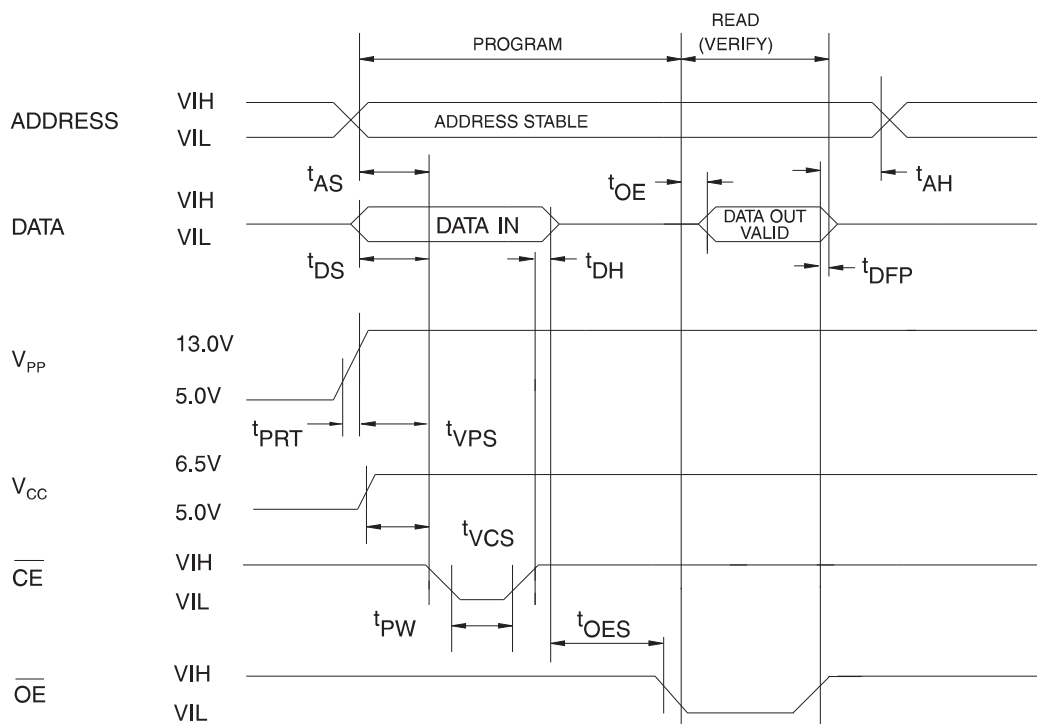 READ
PROGRAM (VERIFY)
ADDRESS VIH
VIL ADDRESS STABLE
tAS tOE tAH
DATA VIH
VIL DATA IN DATA OUT
VALID
tDS tDH tDFP
VPP 13.0V
5.0V
tPRT tVPS
VCC 6.5V
5.0V
tVCS
CE VIH
VIL
tPW tOES
OE VIH
VIL